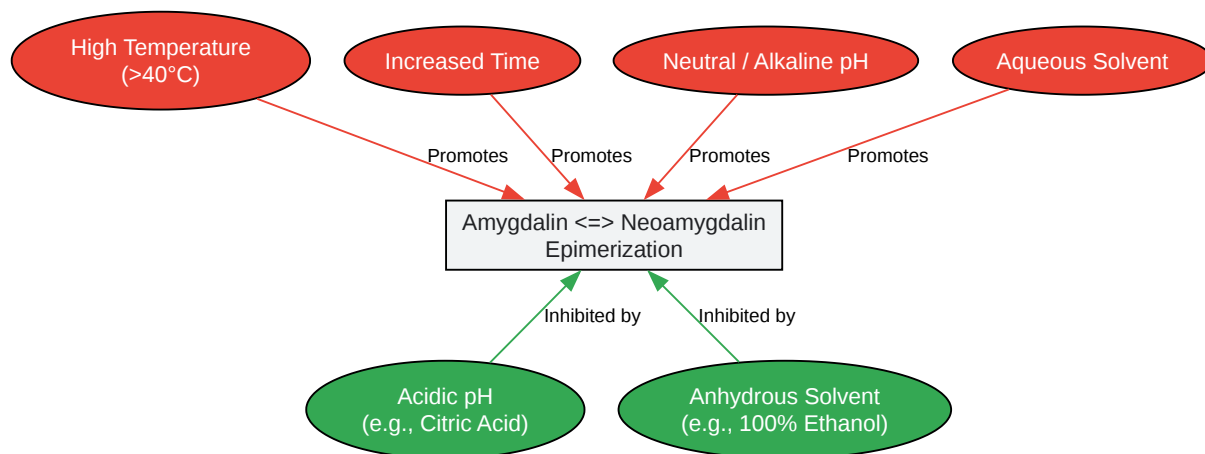 High Temperature
(>40°C)
Increased Time
Neutral / Alkaline pH
Aqueous Solvent
Promotes
Promotes
Promotes
Promotes
Amygdalin <=> Neoamygdalin
Epimerization
Inhibited by
Inhibited by
Acidic pH
(e.g., Citric Acid)
Anhydrous Solvent
(e.g., 100% Ethanol)